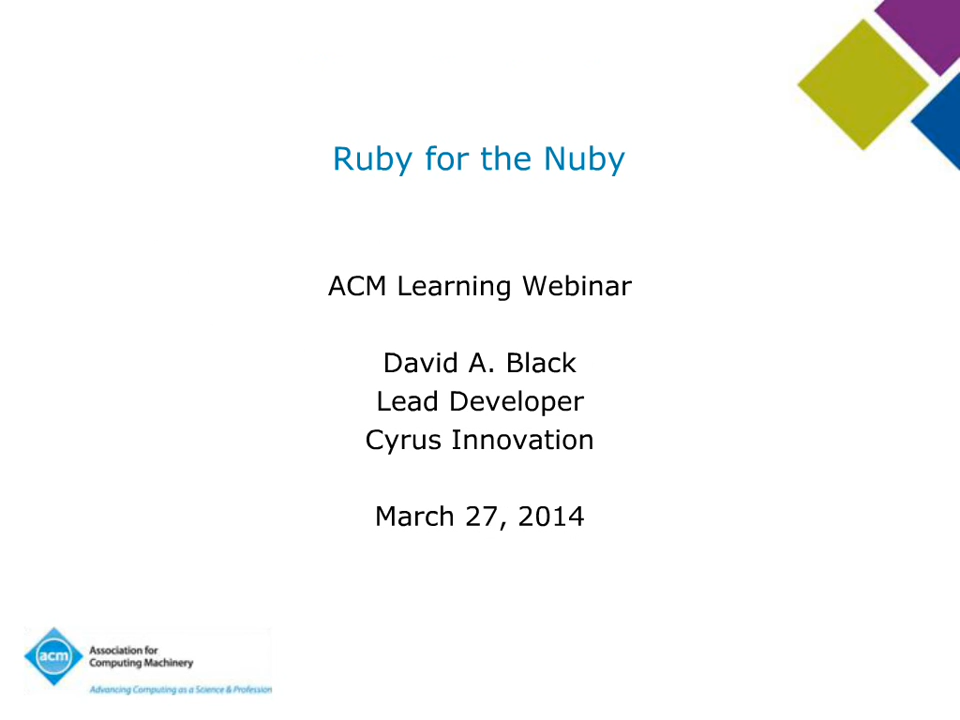 Ruby for the Nuby
ACM Learning Webinar
David A. Black
Lead Developer
Cyrus Innovation
March 27, 2014
acm
Association for
Computing Machinery
Advancing Computing as a Science & Profession